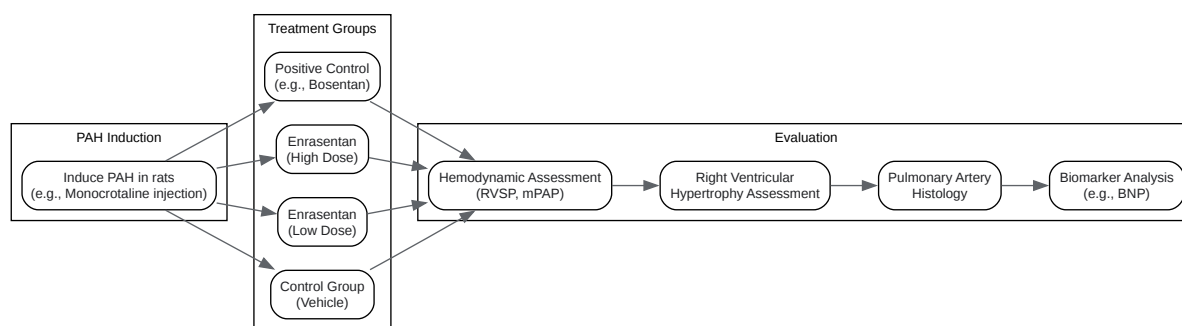 Treatment Groups
Positive Control
(e.g., Bosentan)
PAH Induction
Induce PAH in rats
(e.g., Monocrotaline injection)
Enrasentan
(High Dose)
Enrasentan
(Low Dose)
Control Group
(Vehicle)
Evaluation
Hemodynamic Assessment
(RVSP, mPAP)
Right Ventricular
Hypertrophy Assessment
Pulmonary Artery
Histology
Biomarker Analysis
(e.g., BNP)